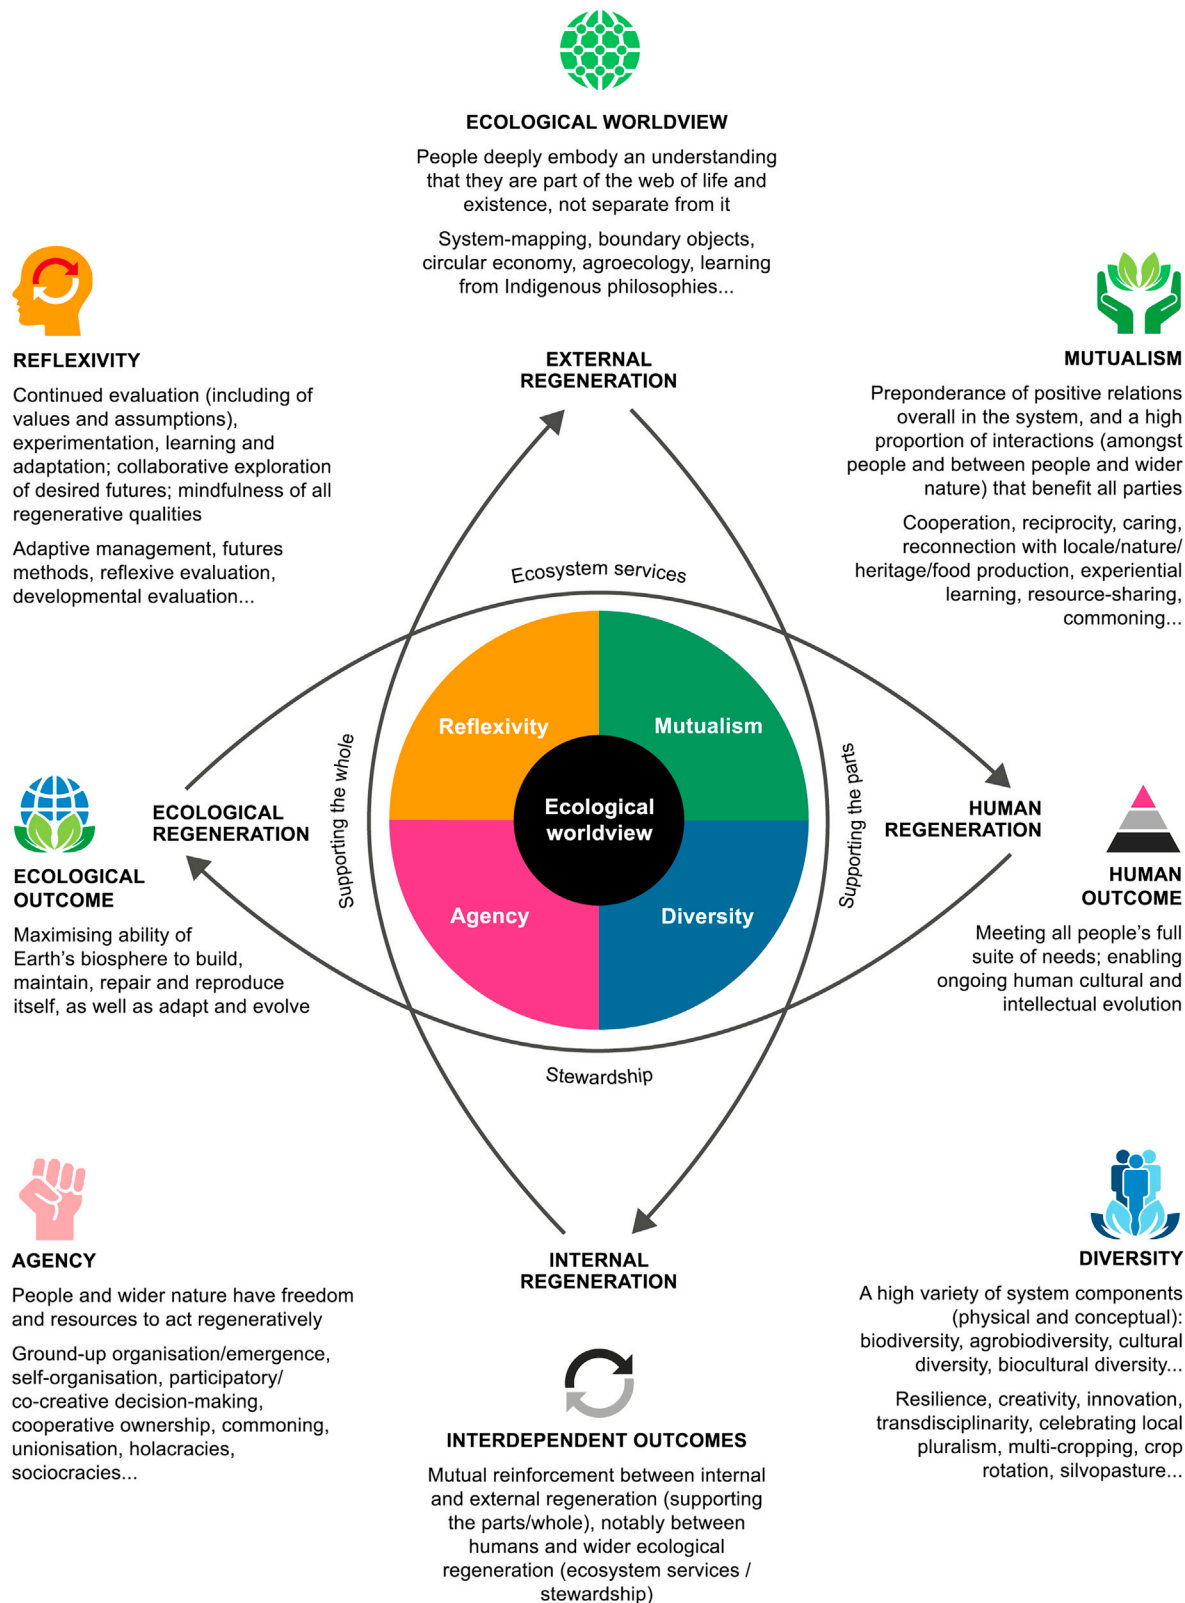 ECOLOGICAL WORLDVIEW
People deeply embody an understanding
that they are part of the web of life and
existence, not separate from it
System-mapping, boundary objects,
circular economy, agroecology, learning
from Indigenous philosophies...
REFLEXIVITY
Continued evaluation (including of
values and assumptions),
experimentation, learning and
adaptation; collaborative exploration
of desired futures; mindfulness of all
regenerative qualities
Adaptive management, futures
methods, reflexive evaluation,
developmental evaluation...
EXTERNAL
REGENERATION
MUTUALISM
Preponderance of positive relations
overall in the system, and a high
proportion of interactions (amongst
people and between people and wider
nature) that benefit all parties
Cooperation, reciprocity, caring,
reconnection with locale/nature/
heritage/food production, experiential
learning, resource-sharing,
commoning...
Ecosystem services
Supporting the whole
Reflexivity
Mutualism
Ecological
worldview
Agency
Diversity
Supporting the parts
Stewardship
ECOLOGICAL
REGENERATION
HUMAN
REGENERATION
ECOLOGICAL
OUTCOME
Maximising ability of
Earth's biosphere to build,
maintain, repair and reproduce
itself, as well as adapt and evolve
HUMAN
OUTCOME
Meeting all people's full
suite of needs; enabling
ongoing human cultural and
intellectual evolution
AGENCY
People and wider nature have freedom
and resources to act regeneratively
Ground-up organisation/emergence,
self-organisation, participatory/
co-creative decision-making,
cooperative ownership, commoning,
unionisation, holacracies,
sociocracies...
INTERNAL
REGENERATION
INTERDEPENDENT OUTCOMES
Mutual reinforcement between internal
and external regeneration (supporting
the parts/whole), notably between
humans and wider ecological
regeneration (ecosystem services /
stewardship)
DIVERSITY
A high variety of system components
(physical and conceptual):
biodiversity, agrobiodiversity, cultural
diversity, biocultural diversity...
Resilience, creativity, innovation,
transdisciplinarity, celebrating local
pluralism, multi-cropping, crop
rotation, silvopasture...